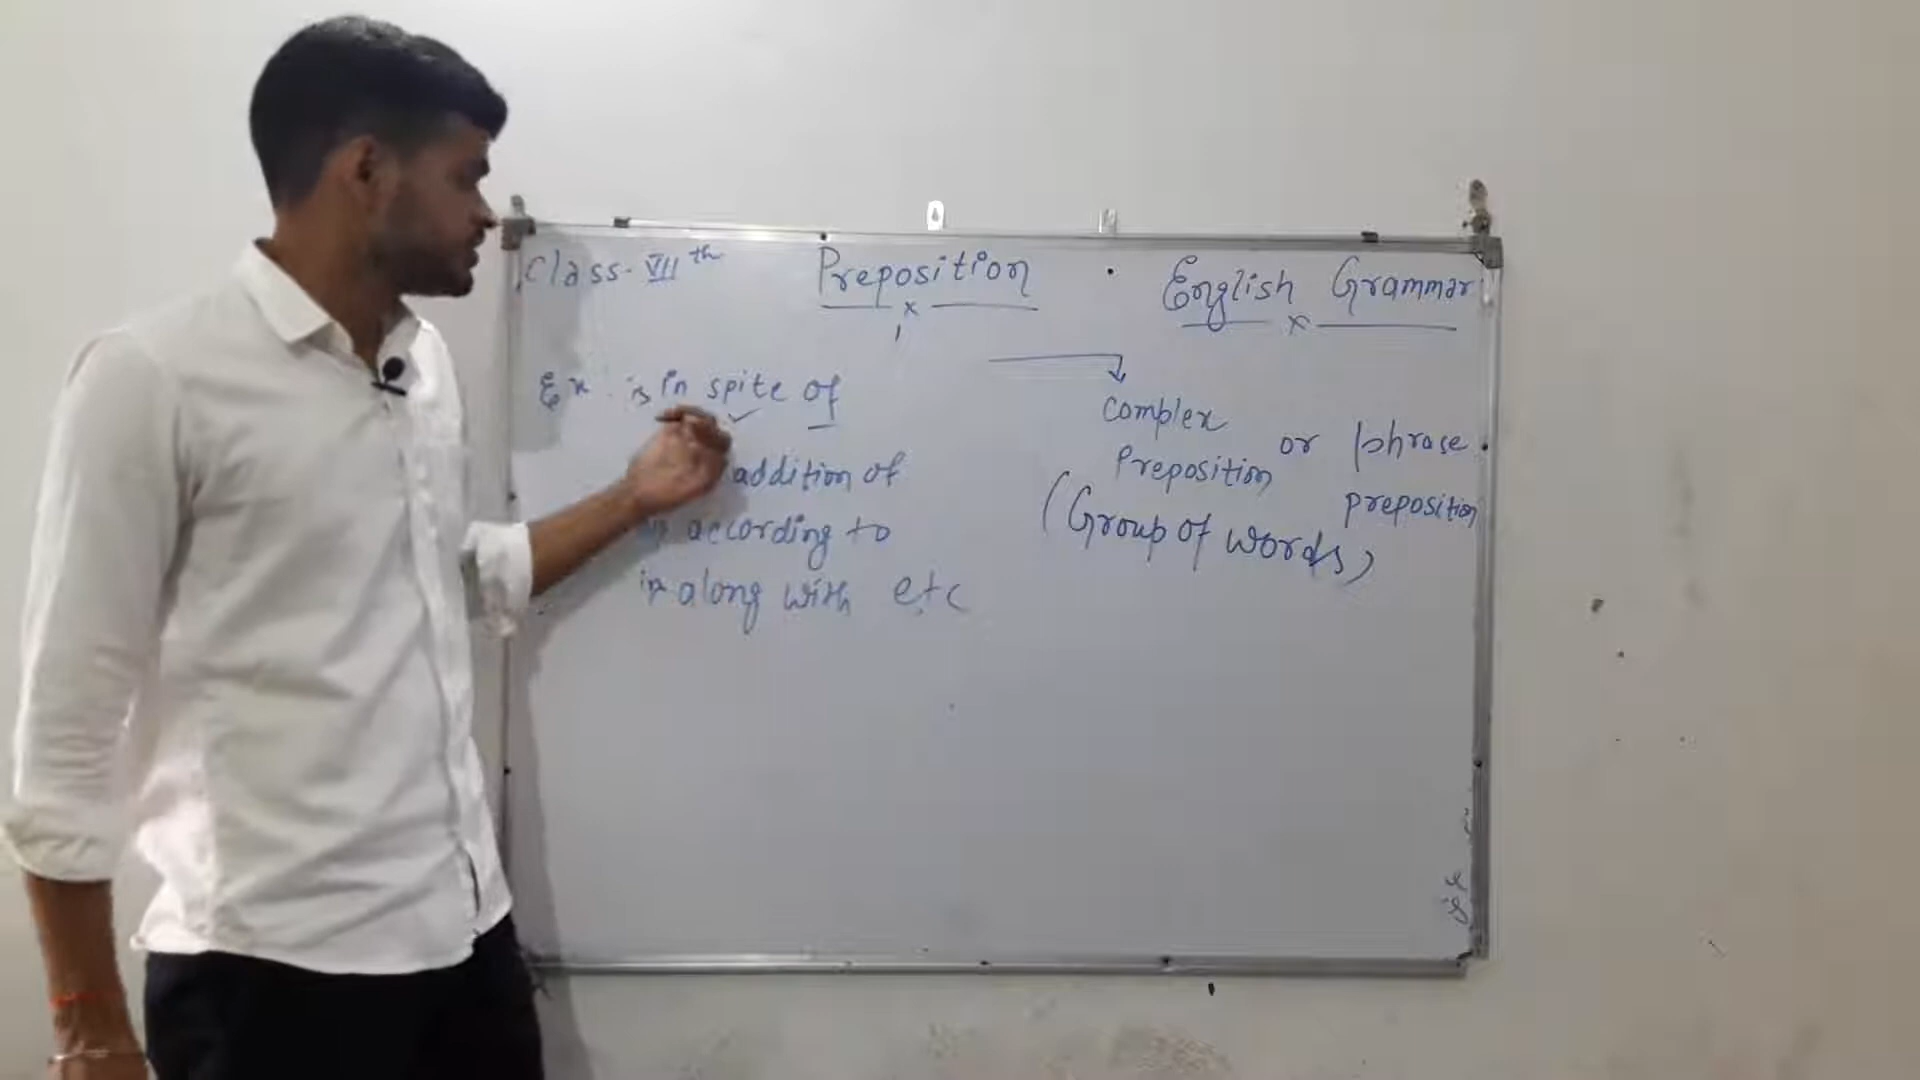 Class. VII th Preposition . English Grammar
Ex. in spite of
addition of
according to
along with etc
Complex
Preposition or phrase
preposition
(Group of words)